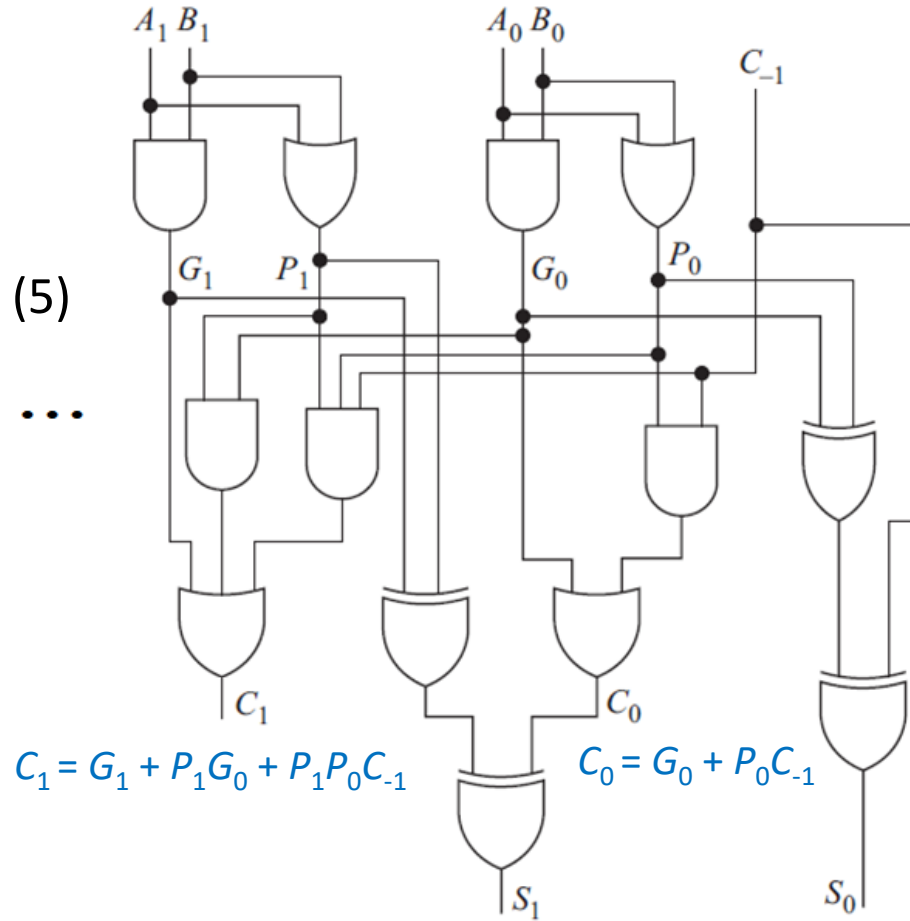 A₁ B₁ A₀ B₀
C₋₁
G₁ P₁ G₀ P₀
(5)
...
C₁ C₀
C₁ = G₁ + P₁G₀ + P₁P₀C₋₁ C₀ = G₀ + P₀C₋₁
S₁ S₀